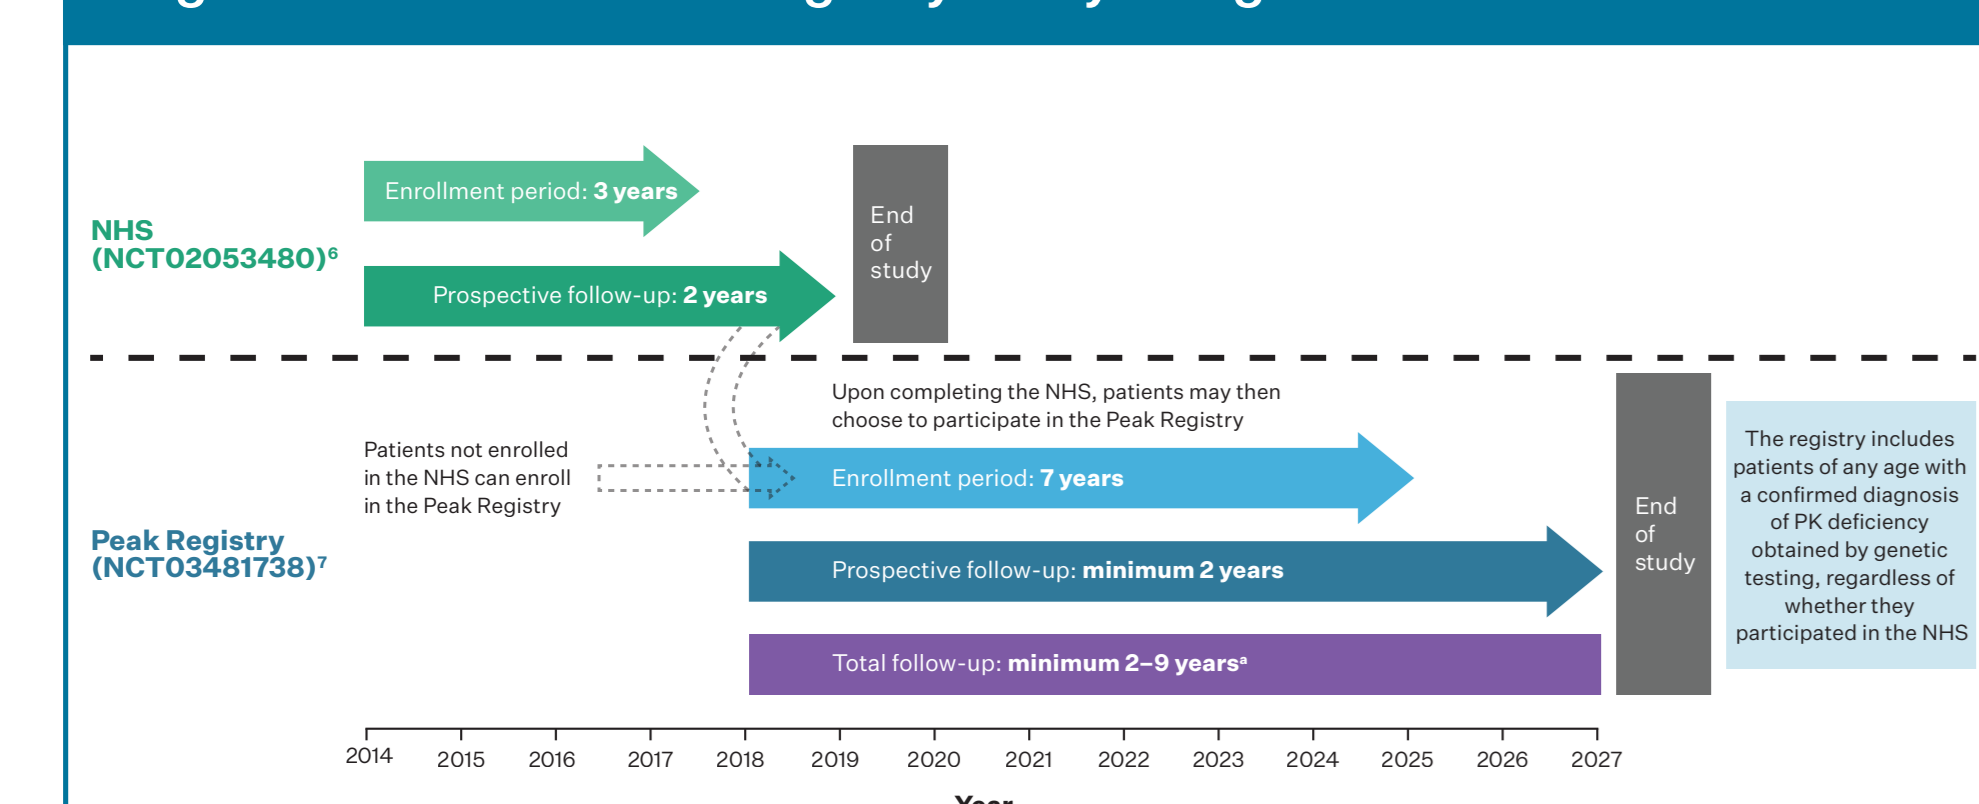 NHS
(NCT02053480)⁶
Enrollment period: 3 years
Prospective follow-up: 2 years
End
of
study
Upon completing the NHS, patients may then
choose to participate in the Peak Registry
Patients not enrolled
in the NHS can enroll
in the Peak Registry
Peak Registry
(NCT03481738)⁷
Enrollment period: 7 years
Prospective follow-up: minimum 2 years
Total follow-up: minimum 2–9 yearsᵃ
End
of
study
The registry includes
patients of any age with
a confirmed diagnosis
of PK deficiency
obtained by genetic
testing, regardless of
whether they
participated in the NHS
2014 2015 2016 2017 2018 2019 2020 2021 2022 2023 2024 2025 2026 2027
Year